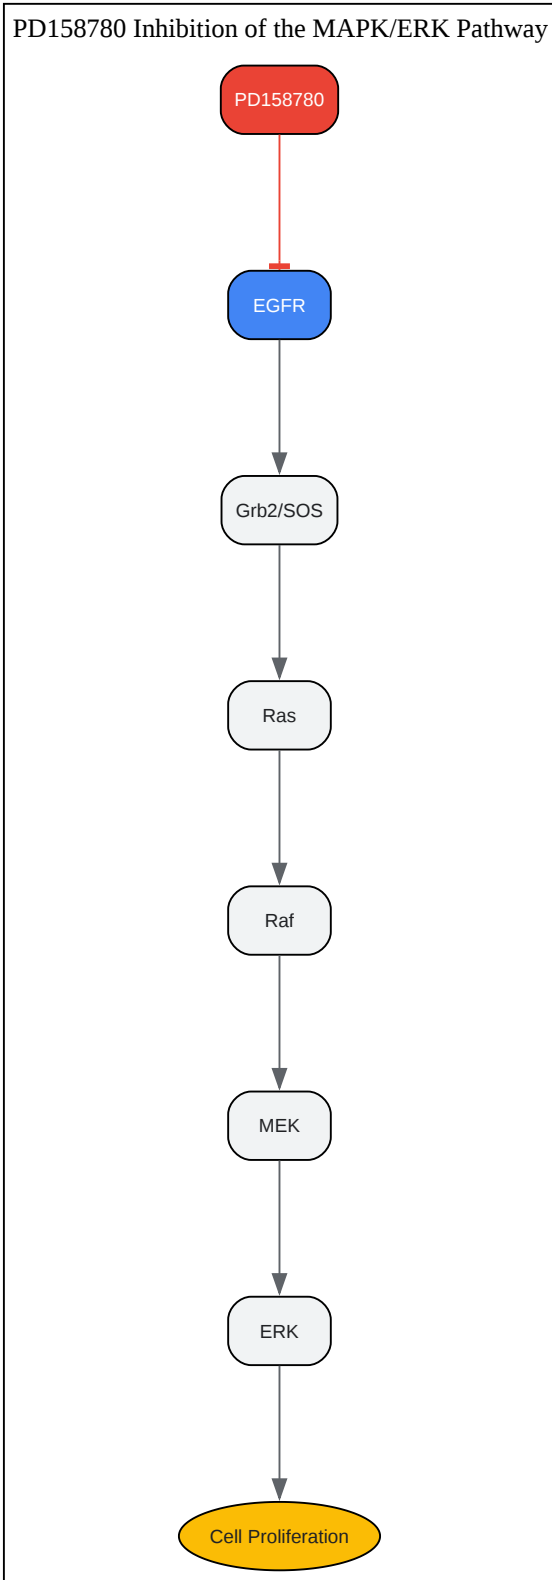 PD158780 Inhibition of the MAPK/ERK Pathway
PD158780
EGFR
Grb2/SOS
Ras
Raf
MEK
ERK
Cell Proliferation